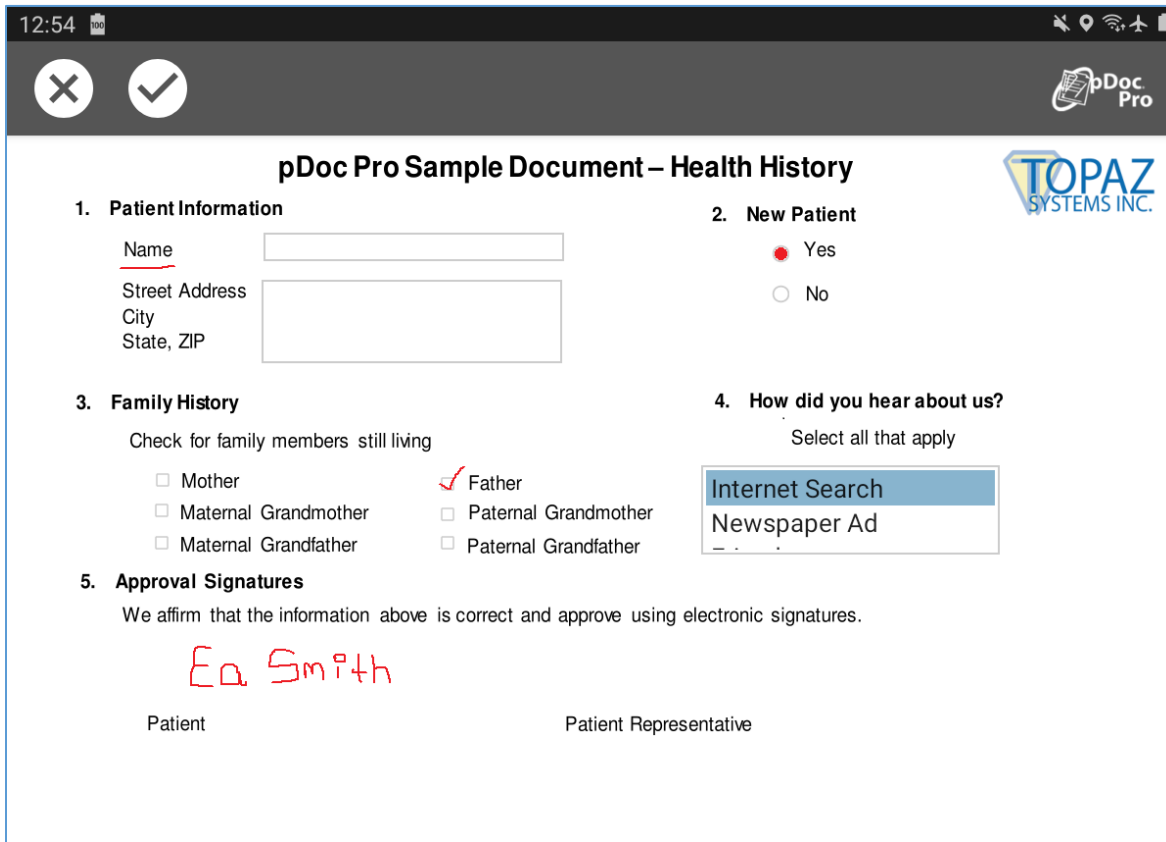 12:54 100
pDoc Pro
pDoc Pro Sample Document – Health History
TOPAZ
SYSTEMS INC.
1. Patient Information
Name
Street Address
City
State, ZIP
2. New Patient
Yes
No
3. Family History
Check for family members still living
Mother
Father
Maternal Grandmother
Paternal Grandmother
Maternal Grandfather
Paternal Grandfather
4. How did you hear about us?
Select all that apply
Internet Search
Newspaper Ad
5. Approval Signatures
We affirm that the information above is correct and approve using electronic signatures.
Ea Smith
Patient
Patient Representative